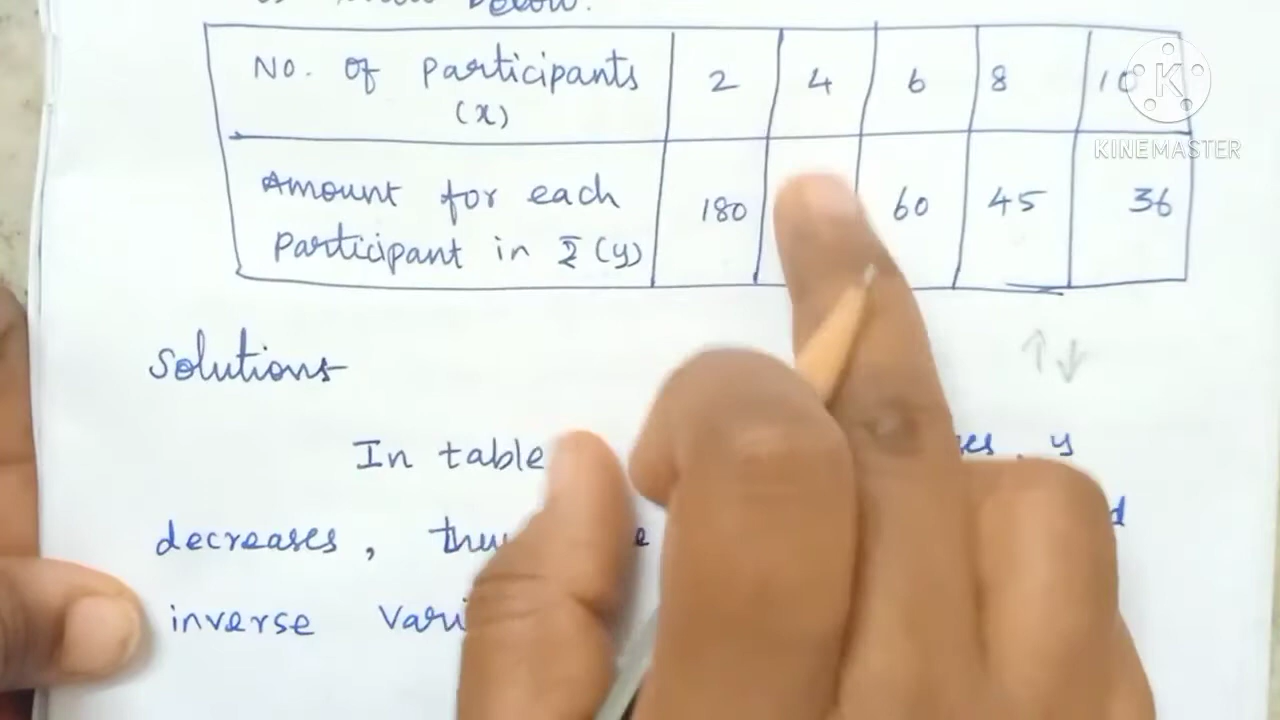 below.
No. of participants 2 4 6 8 10
(x)
Amount for each 180 60 45 36
participant in ₹ (y)
Solutions
In table y
decreases,
inverse
KINEMASTER